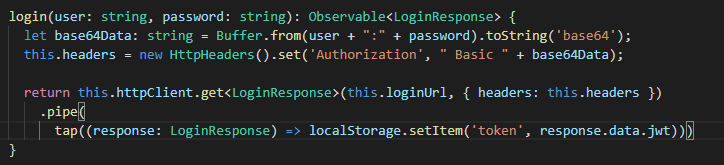 login(user: string, password: string): Observable<LoginResponse> {
  let base64Data: string = Buffer.from(user + ":" + password).toString('base64');
  this.headers = new HttpHeaders().set('Authorization', " Basic " + base64Data);

  return this.httpClient.get<LoginResponse>(this.loginUrl, { headers: this.headers })
    .pipe(
      tap((response: LoginResponse) => localStorage.setItem('token', response.data.jwt)))
}